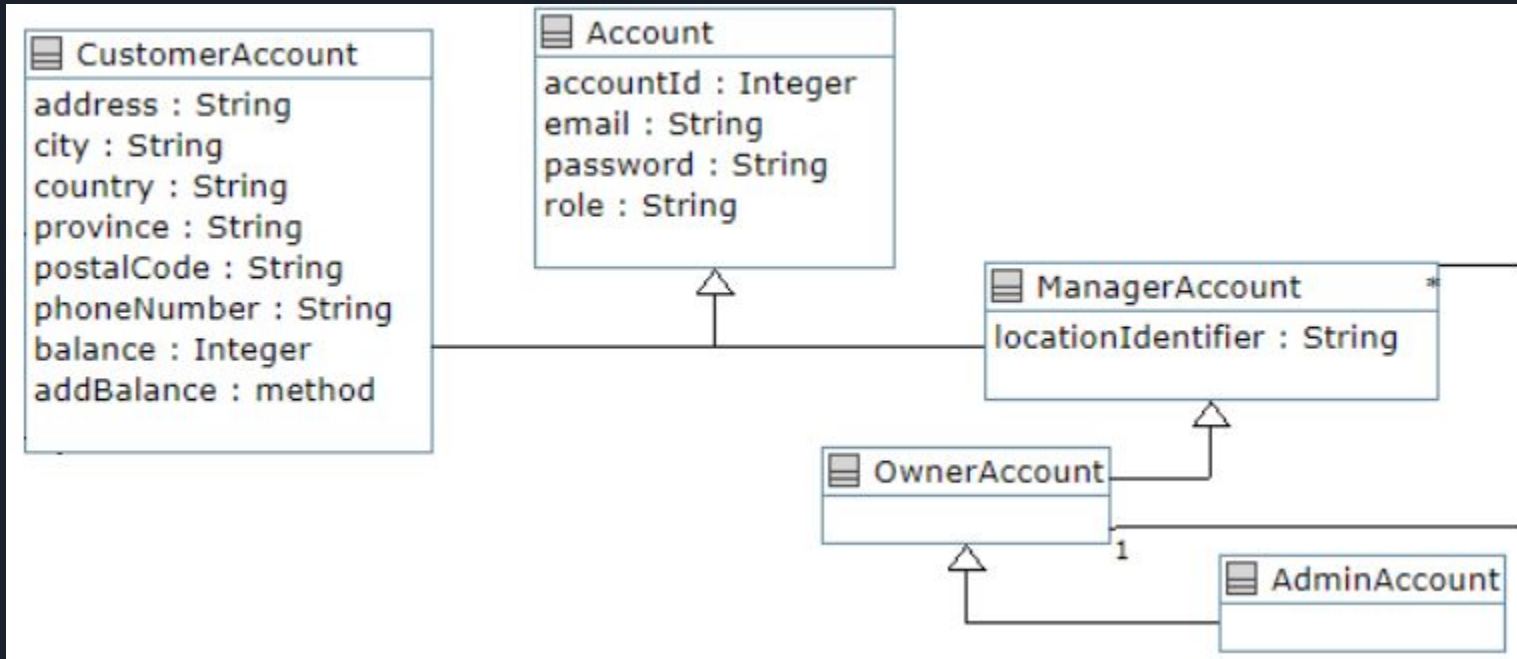 CustomerAccount
address : String
city : String
country : String
province : String
postalCode : String
phoneNumber : String
balance : Integer
addBalance : method
Account
accountId : Integer
email : String
password : String
role : String
ManagerAccount *
locationIdentifier : String
OwnerAccount
1
AdminAccount